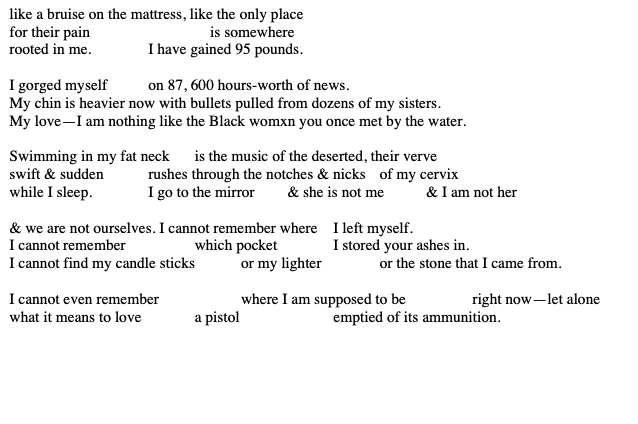 like a bruise on the mattress, like the only place
for their pain is somewhere
rooted in me. I have gained 95 pounds.
I gorged myself on 87, 600 hours-worth of news.
My chin is heavier now with bullets pulled from dozens of my sisters.
My love—I am nothing like the Black womxn you once met by the water.
Swimming in my fat neck is the music of the deserted, their verve
swift & sudden rushes through the notches & nicks of my cervix
while I sleep. I go to the mirror & she is not me & I am not her
& we are not ourselves. I cannot remember where I left myself.
I cannot remember which pocket I stored your ashes in.
I cannot find my candle sticks or my lighter or the stone that I came from.
I cannot even remember where I am supposed to be right now—let alone
what it means to love a pistol emptied of its ammunition.